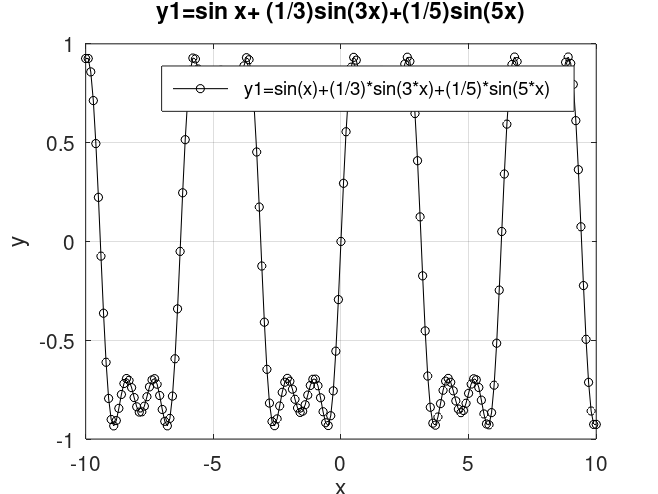 y1=sin x+ (1/3)sin(3x)+(1/5)sin(5x)
1
y1=sin(x)+(1/3)*sin(3*x)+(1/5)*sin(5*x)
0.5
0
y
-0.5
-1
-10 -5 0 5 10
x